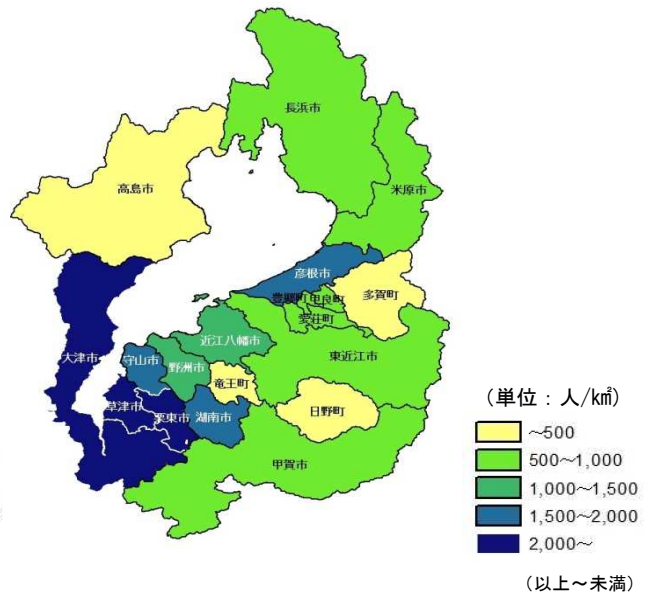 長浜市
米原市
高島市
彦根市
豊郷町
甲良町
多賀町
愛荘町
近江八幡市
東近江市
大津市
守山市
野洲市
竜王町
草津市
栗東市
湖南市
日野町
甲賀市
(単位:人/㎢)
~500
500~1,000
1,000~1,500
1,500~2,000
2,000~
(以上~未満)